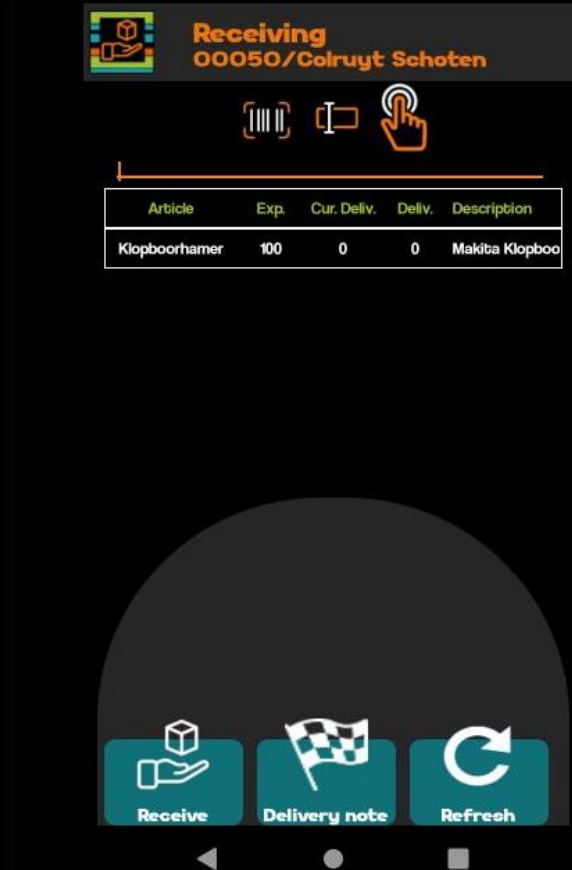 Receiving
00050/Colruyt Schoten
Article Exp. Cur. Deliv. Deliv. Description
Klopboorhamer 100 0 0 Makita Klopboo
Receive Delivery note Refresh